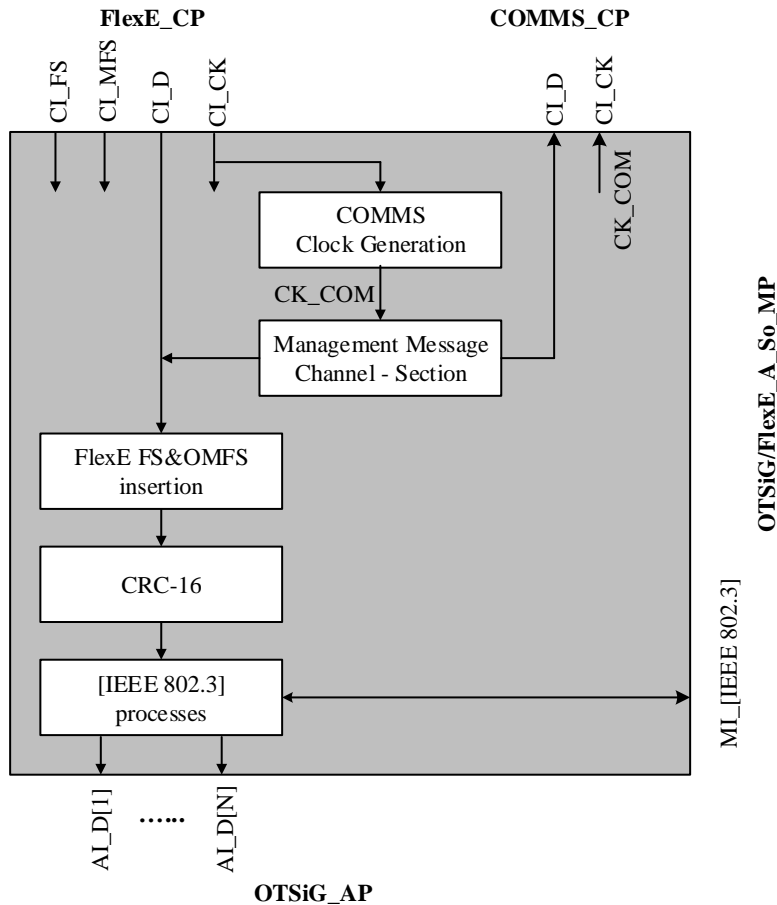 FlexE_CP
COMMS_CP
CI_FS
CI_MFS
CI_D
CI_CK
CI_D
CI_CK
CK_COM
COMMS
Clock Generation
CK_COM
Management Message
Channel - Section
FlexE FS&OMFS
insertion
CRC-16
[IEEE 802.3]
processes
OTSiG/FlexE_A_So_MP
MI_[IEEE 802.3]
AI_D[1]
......
AI_D[N]
OTSiG_AP